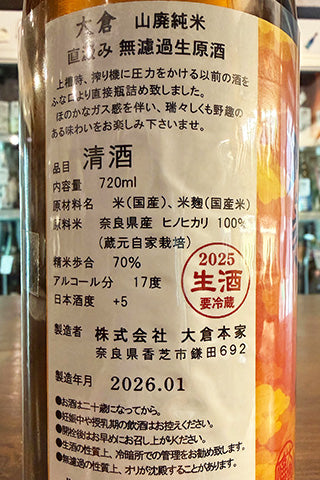 大倉 山廃純米
直汲み 無濾過生原酒
上槽時、搾り機に圧力をかける以前の酒を
ふな口より直接瓶詰め致しました。
ほのかなガス感を伴い、瑞々しくも野趣の
ある味わいをお楽しみ下さいませ。
品目 清酒
内容量 720ml
原材料名 米(国産)、米麹(国産米)
原料米 奈良県産 ヒノヒカリ 100%
(蔵元自家栽培)
精米歩合 70%
アルコール分 17度
日本酒度 +5
2025
生酒
要冷蔵
製造者 株式会社 大倉本家
奈良県香芝市鎌田692
製造年月 2026.01
●お酒は二十歳になってから。
●妊娠中や授乳期の飲酒はお控えください。
●開栓後はお早めにお召し上がりください。
●生酒の性質上、冷暗所での管理をお勧め致します。
●無濾過の性質上、オリが沈殿することがあります。